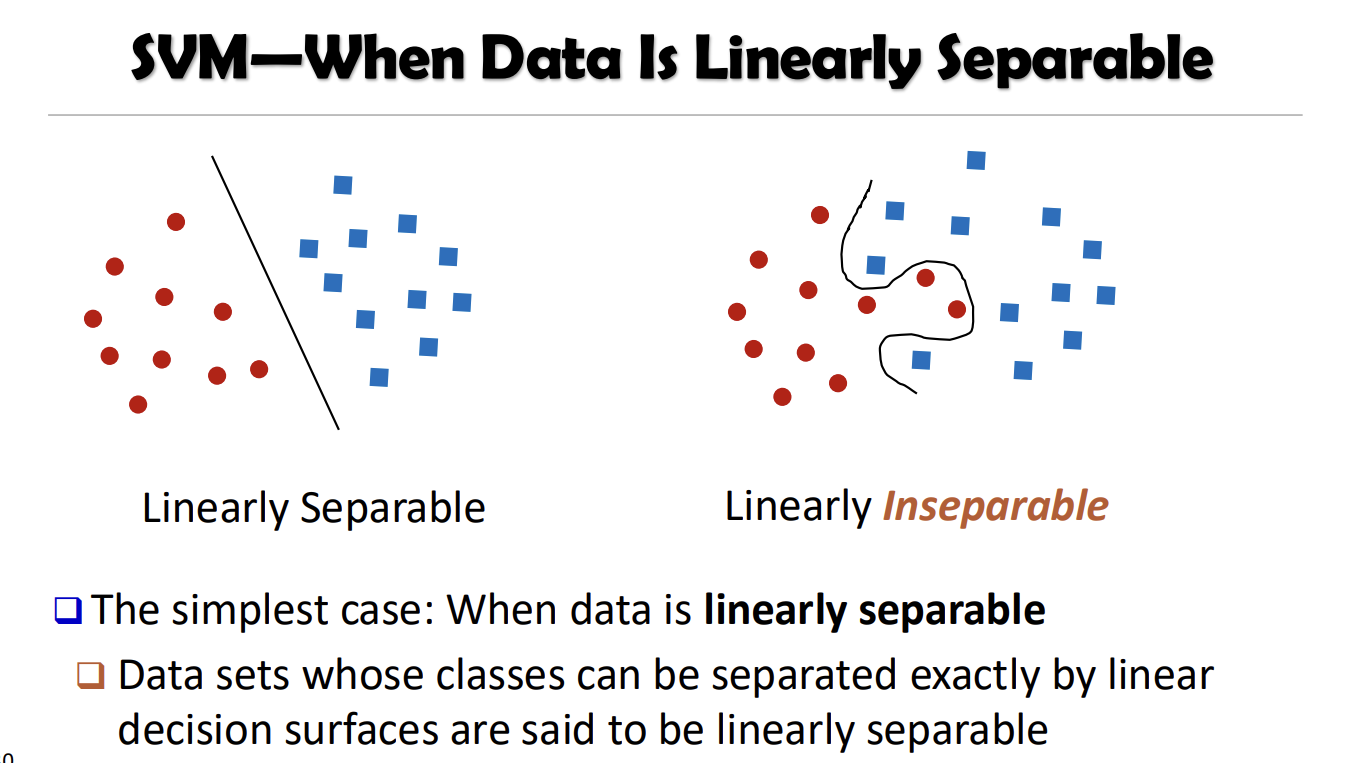 SVM—When Data Is Linearly Separable
Linearly Separable
Linearly Inseparable
❑ The simplest case: When data is linearly separable
❑ Data sets whose classes can be separated exactly by linear
decision surfaces are said to be linearly separable